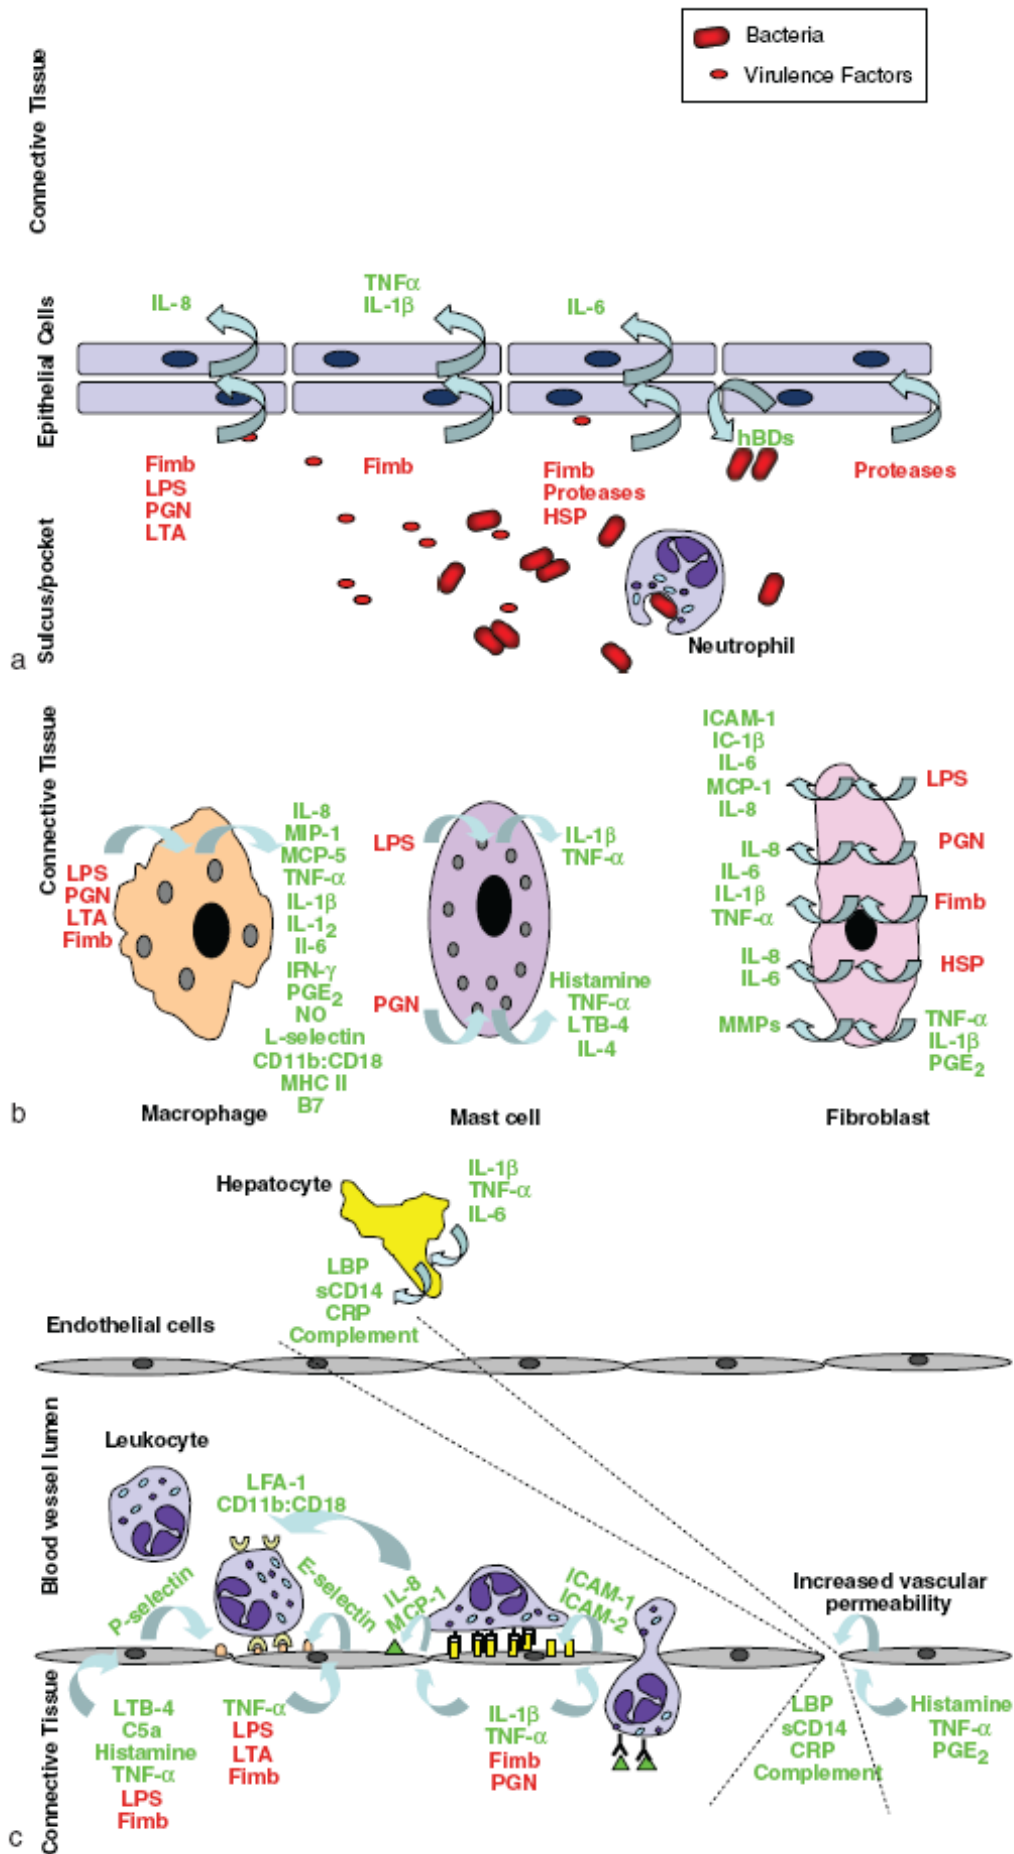 Bacteria
Virulence Factors
Connective Tissue
Epithelial Cells
Sulcus/pocket
IL-8
TNFα
IL-1β
IL-6
hBDs
Fimb
LPS
PGN
LTA
Fimb
Fimb
Proteases
HSP
Proteases
Neutrophil
a
Connective Tissue
LPS
PGN
LTA
Fimb
IL-8
MIP-1
MCP-5
TNF-α
IL-1β
IL-12
Il-6
IFN-γ
PGE2
NO
L-selectin
CD11b:CD18
MHC II
B7
Macrophage
LPS
IL-1β
TNF-α
PGN
Histamine
TNF-α
LTB-4
IL-4
Mast cell
ICAM-1
IC-1β
IL-6
MCP-1
IL-8
LPS
IL-8
PGN
IL-6
IL-1β
TNF-α
Fimb
IL-8
IL-6
HSP
MMPs
TNF-α
IL-1β
PGE2
Fibroblast
b
Hepatocyte
IL-1β
TNF-α
IL-6
LBP
sCD14
CRP
Complement
Endothelial cells
Blood vessel lumen
Leukocyte
LFA-1
CD11b:CD18
P-selectin
E-selectin
IL-8
MCP-1
ICAM-1
ICAM-2
Increased vascular
permeability
Connective Tissue
LTB-4
C5a
Histamine
TNF-α
LPS
Fimb
TNF-α
LPS
LTA
Fimb
IL-1β
TNF-α
Fimb
PGN
LBP
sCD14
CRP
Complement
Histamine
TNF-α
PGE2
c